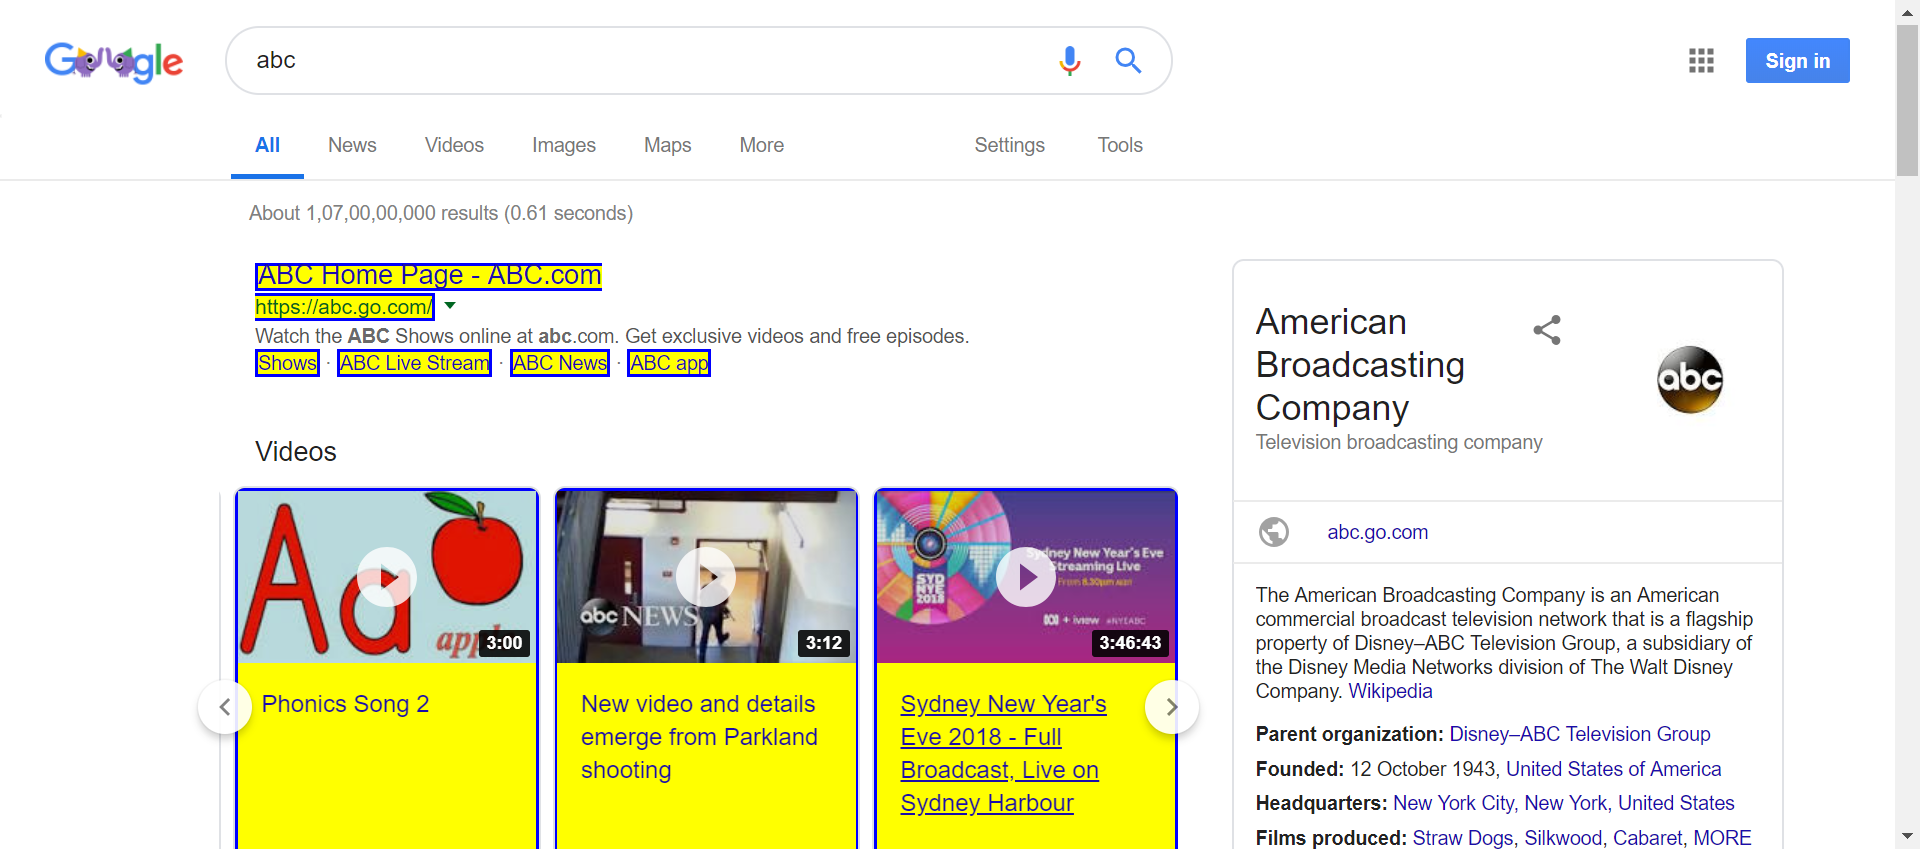 Google
abc
Sign in
All News Videos Images Maps More Settings Tools
About 1,07,00,00,000 results (0.61 seconds)
ABC Home Page - ABC.com
https://abc.go.com/
Watch the ABC Shows online at abc.com. Get exclusive videos and free episodes.
Shows · ABC Live Stream · ABC News · ABC app
Videos
Aa
3:00
Phonics Song 2
abc NEWS
3:12
New video and details
emerge from Parkland
shooting
Sydney New Year's Eve
Streaming Live
From 8.30pm AEDT
SYD
NYE
2018
+ iview #NYEABC
3:46:43
Sydney New Year's
Eve 2018 - Full
Broadcast, Live on
Sydney Harbour
American
Broadcasting
Company
Television broadcasting company
abc
abc.go.com
The American Broadcasting Company is an American
commercial broadcast television network that is a flagship
property of Disney–ABC Television Group, a subsidiary of
the Disney Media Networks division of The Walt Disney
Company. Wikipedia
Parent organization: Disney–ABC Television Group
Founded: 12 October 1943, United States of America
Headquarters: New York City, New York, United States
Films produced: Straw Dogs, Silkwood, Cabaret, MORE